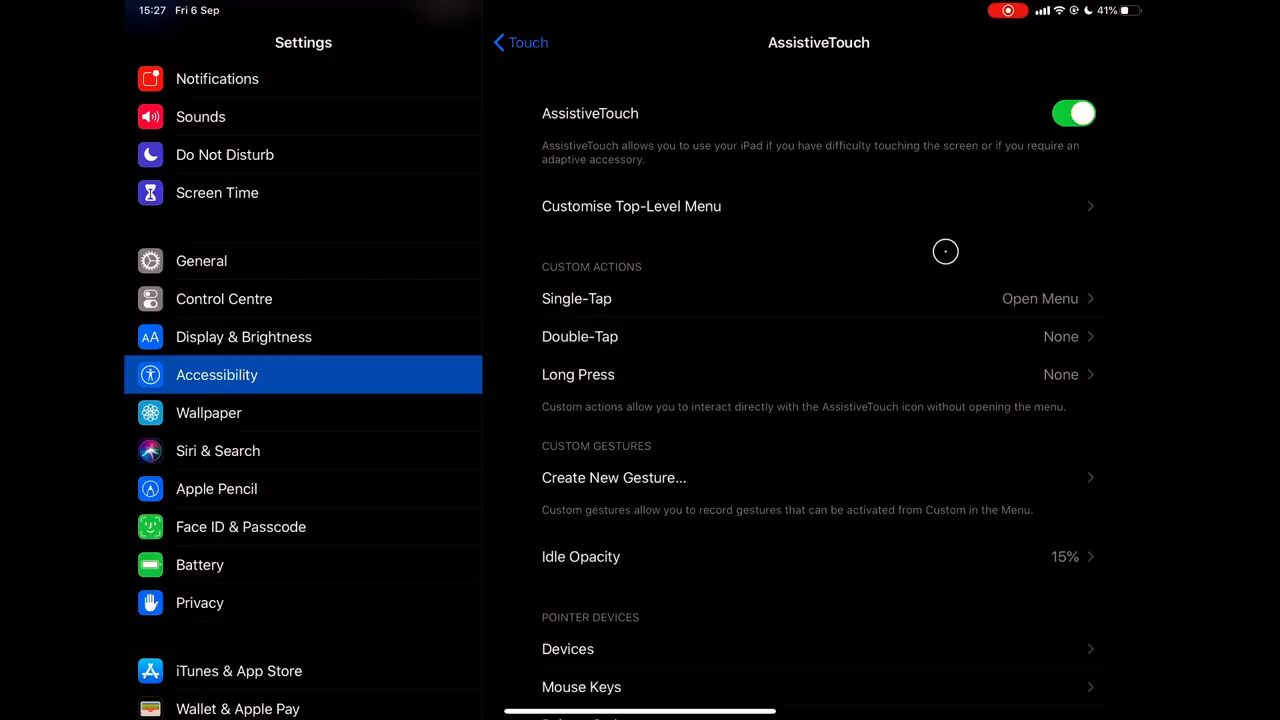 15:27 Fri 6 Sep
41%
Settings
Notifications
Sounds
Do Not Disturb
Screen Time
General
Control Centre
AA
Display & Brightness
Accessibility
Wallpaper
Siri & Search
Apple Pencil
Face ID & Passcode
Battery
Privacy
iTunes & App Store
Wallet & Apple Pay
Touch
AssistiveTouch
AssistiveTouch
AssistiveTouch allows you to use your iPad if you have difficulty touching the screen or if you require an
adaptive accessory.
Customise Top-Level Menu
CUSTOM ACTIONS
Single-Tap Open Menu
Double-Tap None
Long Press None
Custom actions allow you to interact directly with the AssistiveTouch icon without opening the menu.
CUSTOM GESTURES
Create New Gesture...
Custom gestures allow you to record gestures that can be activated from Custom in the Menu.
Idle Opacity 15%
POINTER DEVICES
Devices
Mouse Keys